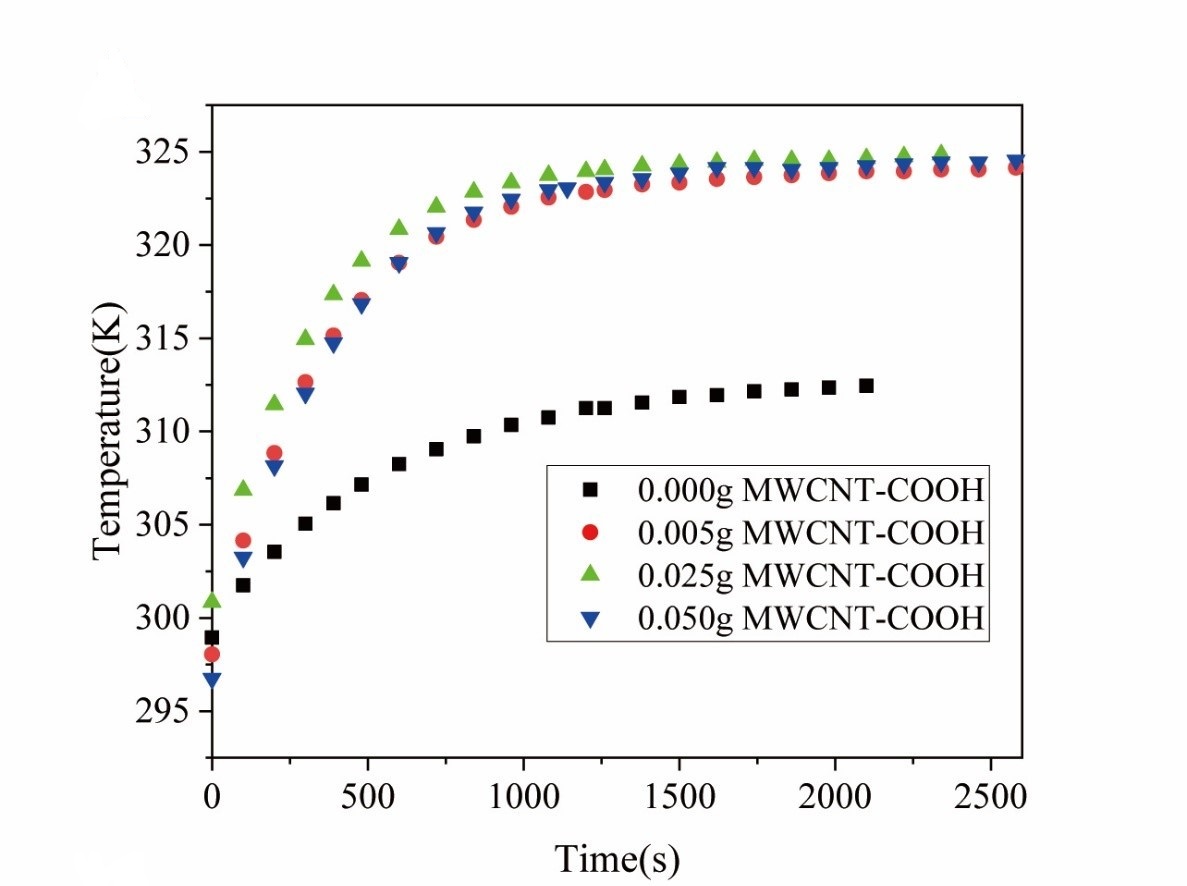 325
320
315
310
305
300
295
Temperature(K)
0.000g MWCNT-COOH
0.005g MWCNT-COOH
0.025g MWCNT-COOH
0.050g MWCNT-COOH
0 500 1000 1500 2000 2500
Time(s)